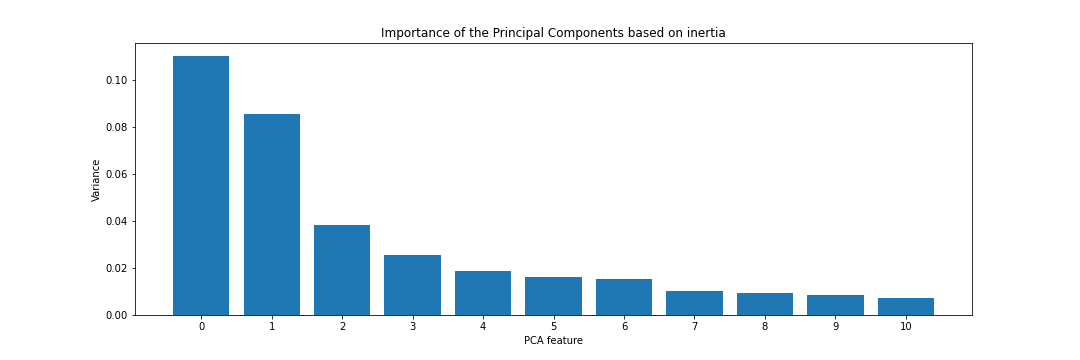 Importance of the Principal Components based on inertia
0.10
0.08
0.06
0.04
0.02
0.00
Variance
0 1 2 3 4 5 6 7 8 9 10
PCA feature